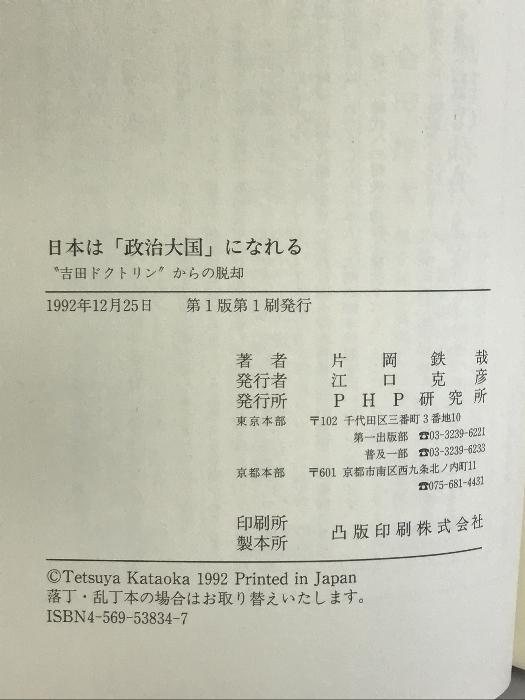 日本は「政治大国」になれる
〝吉田ドクトリン〞からの脱却
1992年12月25日 第1版第1刷発行
著者 片岡鉄哉
発行者 江口克彦
発行所 PHP研究所
東京本部 〒102 千代田区三番町3番地10
第一出版部 ☎03-3239-6221
普及一部 ☎03-3239-6233
京都本部 〒601 京都市南区西九条北ノ内町11
☎075-681-4431
印刷所
製本所 凸版印刷株式会社
©Tetsuya Kataoka 1992 Printed in Japan
落丁・乱丁本の場合はお取り替えいたします。
ISBN4-569-53834-7